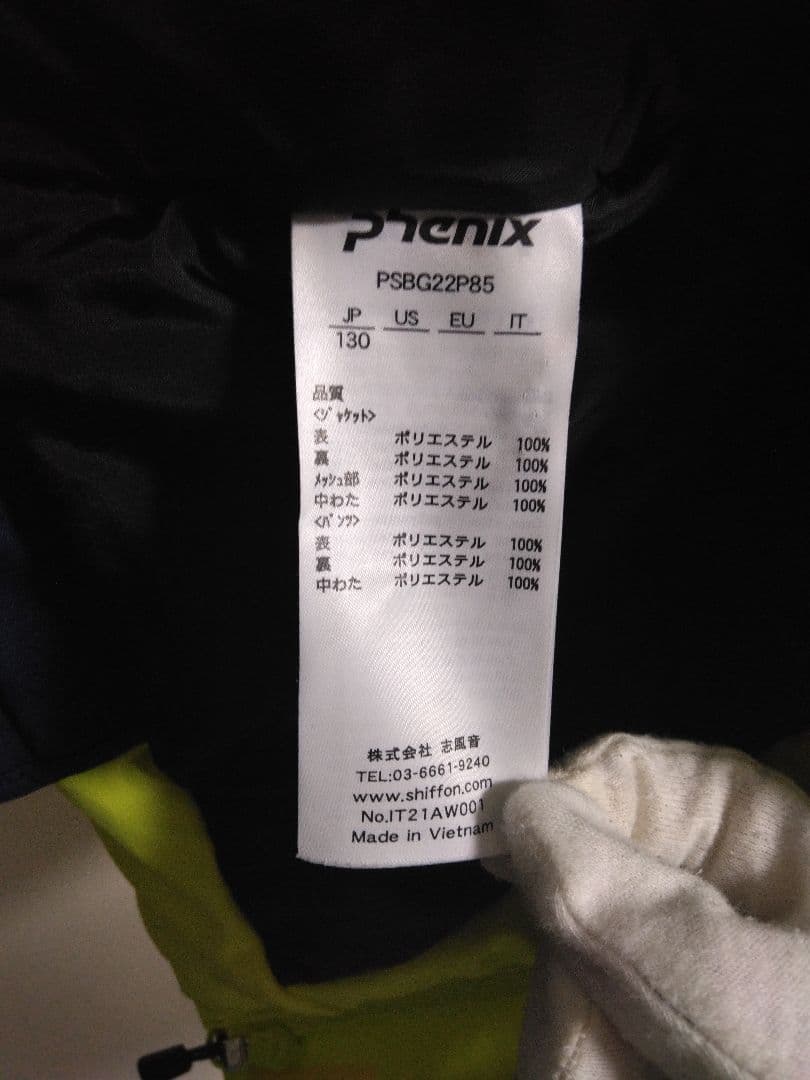 phenix
PSBG22P85
JP US EU IT
130
品質
<ｼﾞｬｹｯﾄ>
表 ポリエステル 100%
裏 ポリエステル 100%
ﾒｯｼｭ部 ポリエステル 100%
中わた ポリエステル 100%
<ﾊﾟﾝﾂ>
表 ポリエステル 100%
裏 ポリエステル 100%
中わた ポリエステル 100%
株式会社 志風音
TEL:03-6661-9240
www.shiffon.com
No.IT21AW001
Made in Vietnam